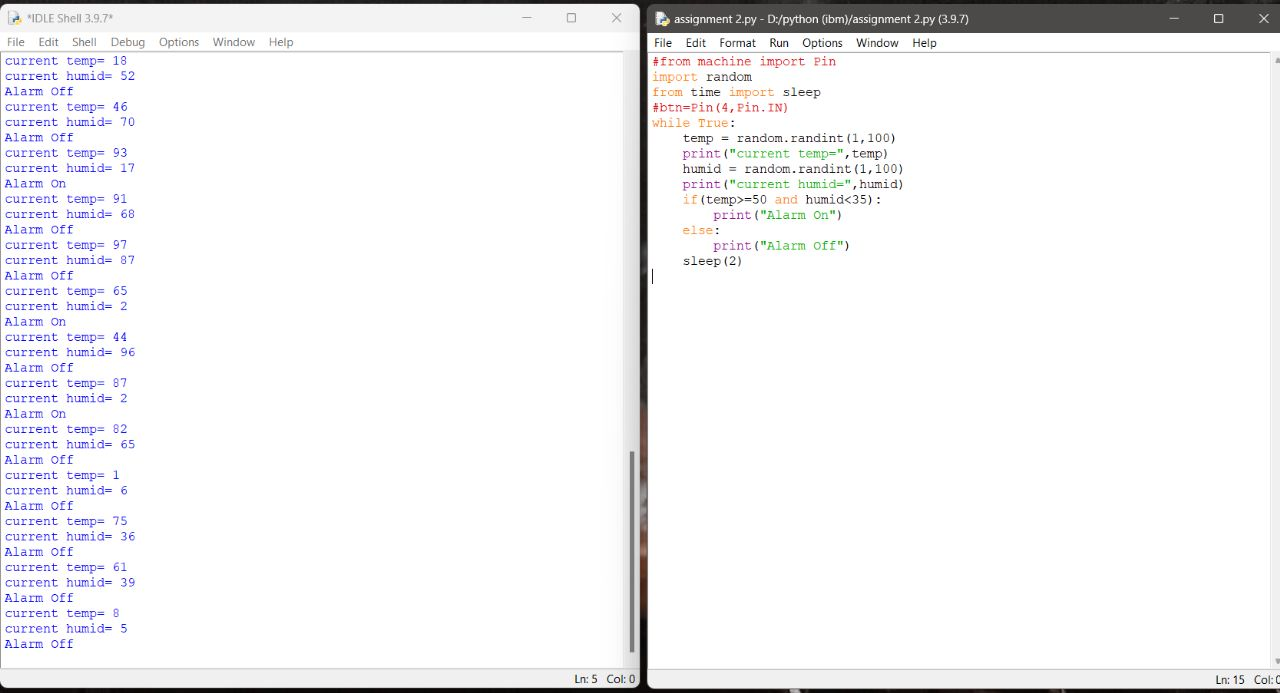 *IDLE Shell 3.9.7*
File Edit Shell Debug Options Window Help
current temp= 18
current humid= 52
Alarm Off
current temp= 46
current humid= 70
Alarm Off
current temp= 93
current humid= 17
Alarm On
current temp= 91
current humid= 68
Alarm Off
current temp= 97
current humid= 87
Alarm Off
current temp= 65
current humid= 2
Alarm On
current temp= 44
current humid= 96
Alarm Off
current temp= 87
current humid= 2
Alarm On
current temp= 82
current humid= 65
Alarm Off
current temp= 1
current humid= 6
Alarm Off
current temp= 75
current humid= 36
Alarm Off
current temp= 61
current humid= 39
Alarm Off
current temp= 8
current humid= 5
Alarm Off
Ln: 5 Col: 0
assignment 2.py - D:/python (ibm)/assignment 2.py (3.9.7)
File Edit Format Run Options Window Help
#from machine import Pin
import random
from time import sleep
#btn=Pin(4,Pin.IN)
while True:
    temp = random.randint(1,100)
    print("current temp=",temp)
    humid = random.randint(1,100)
    print("current humid=",humid)
    if(temp>=50 and humid<35):
        print("Alarm On")
    else:
        print("Alarm Off")
    sleep(2)
Ln: 15 Col: 0